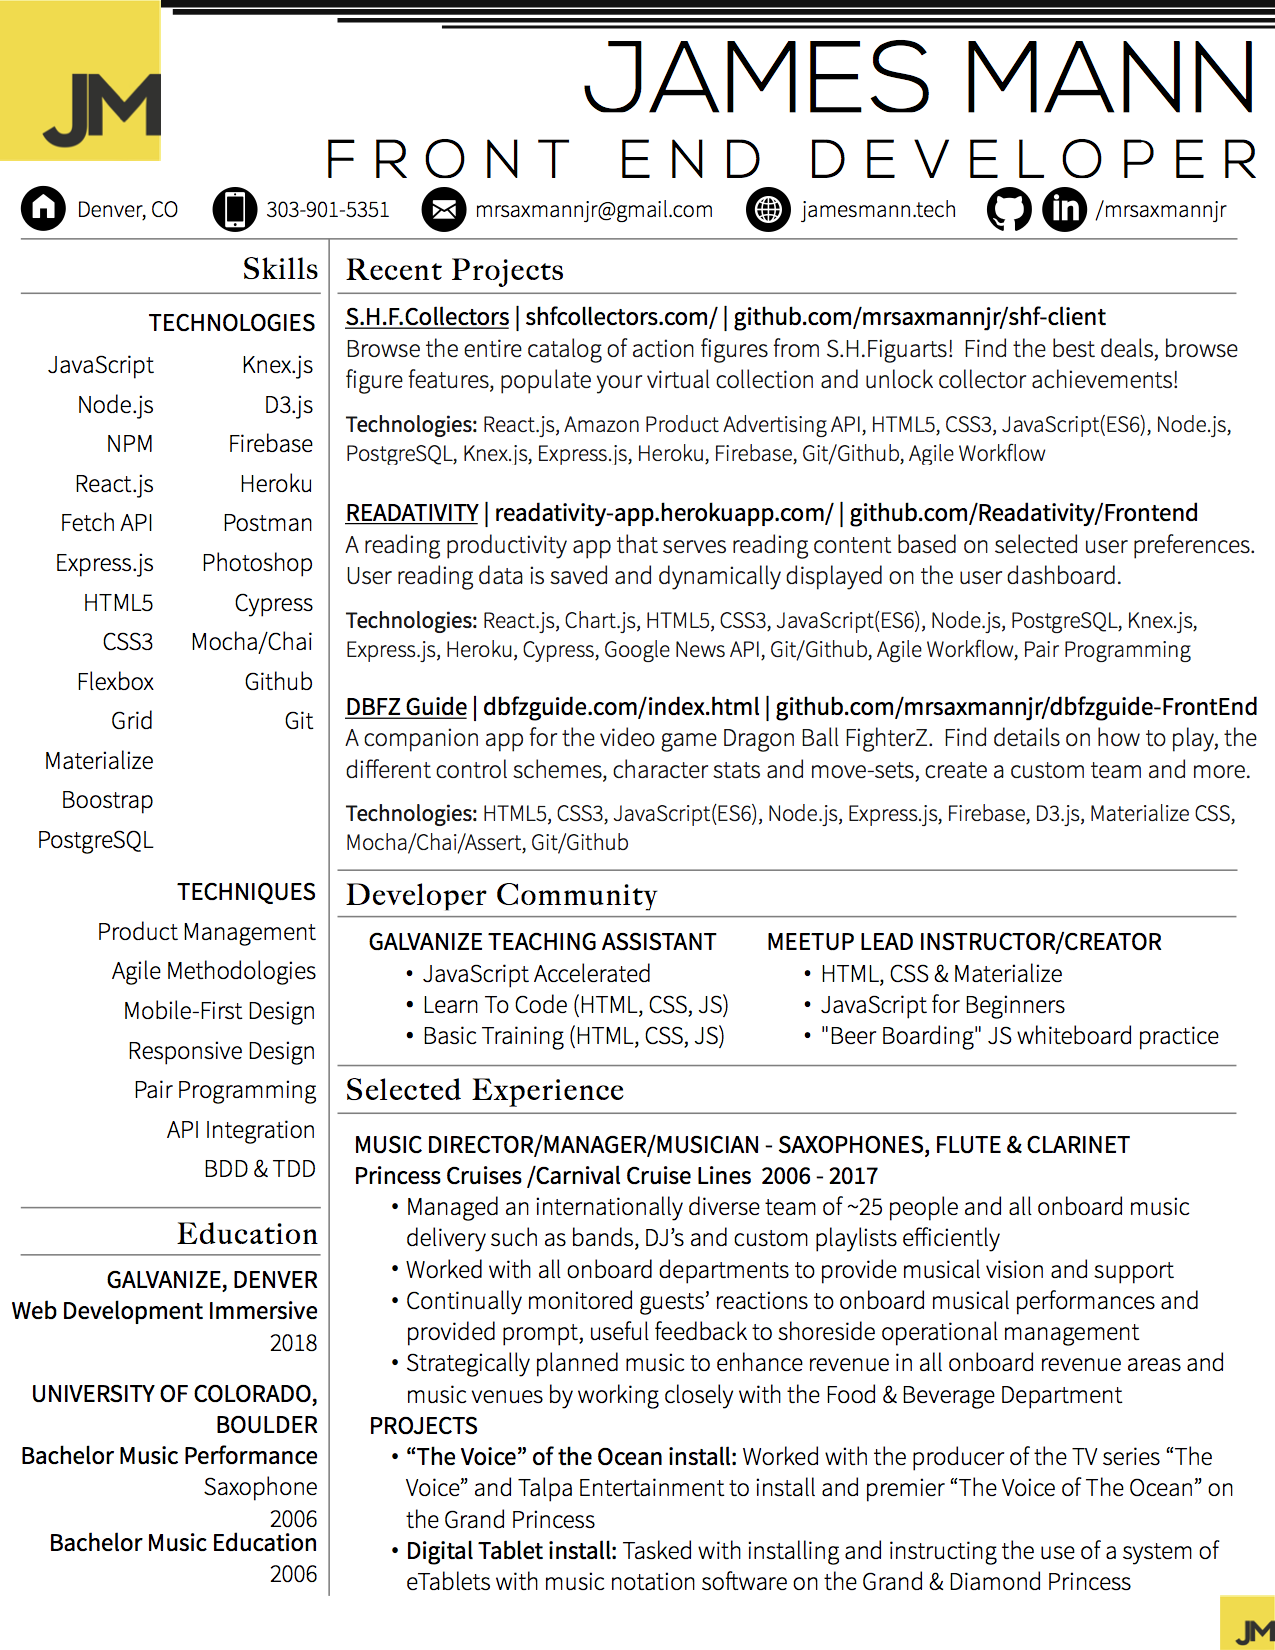 JM
JAMES MANN
FRONT END DEVELOPER
Denver, CO 303-901-5351 mrsaxmannjr@gmail.com jamesmann.tech in /mrsaxmannjr
Skills
TECHNOLOGIES
JavaScript Knex.js
Node.js D3.js
NPM Firebase
React.js Heroku
Fetch API Postman
Express.js Photoshop
HTML5 Cypress
CSS3 Mocha/Chai
Flexbox Github
Grid Git
Materialize
Boostrap
PostgreSQL
TECHNIQUES
Product Management
Agile Methodologies
Mobile-First Design
Responsive Design
Pair Programming
API Integration
BDD & TDD
Education
GALVANIZE, DENVER
Web Development Immersive
2018
UNIVERSITY OF COLORADO,
BOULDER
Bachelor Music Performance
Saxophone
2006
Bachelor Music Education
2006
Recent Projects
S.H.F.Collectors | shfcollectors.com/ | github.com/mrsaxmannjr/shf-client
Browse the entire catalog of action figures from S.H.Figuarts! Find the best deals, browse
figure features, populate your virtual collection and unlock collector achievements!
Technologies: React.js, Amazon Product Advertising API, HTML5, CSS3, JavaScript(ES6), Node.js,
PostgreSQL, Knex.js, Express.js, Heroku, Firebase, Git/Github, Agile Workflow
READATIVITY | readativity-app.herokuapp.com/ | github.com/Readativity/Frontend
A reading productivity app that serves reading content based on selected user preferences.
User reading data is saved and dynamically displayed on the user dashboard.
Technologies: React.js, Chart.js, HTML5, CSS3, JavaScript(ES6), Node.js, PostgreSQL, Knex.js,
Express.js, Heroku, Cypress, Google News API, Git/Github, Agile Workflow, Pair Programming
DBFZ Guide | dbfzguide.com/index.html | github.com/mrsaxmannjr/dbfzguide-FrontEnd
A companion app for the video game Dragon Ball FighterZ. Find details on how to play, the
different control schemes, character stats and move-sets, create a custom team and more.
Technologies: HTML5, CSS3, JavaScript(ES6), Node.js, Express.js, Firebase, D3.js, Materialize CSS,
Mocha/Chai/Assert, Git/Github
Developer Community
GALVANIZE TEACHING ASSISTANT
• JavaScript Accelerated
• Learn To Code (HTML, CSS, JS)
• Basic Training (HTML, CSS, JS)
MEETUP LEAD INSTRUCTOR/CREATOR
• HTML, CSS & Materialize
• JavaScript for Beginners
• "Beer Boarding" JS whiteboard practice
Selected Experience
MUSIC DIRECTOR/MANAGER/MUSICIAN - SAXOPHONES, FLUTE & CLARINET
Princess Cruises /Carnival Cruise Lines 2006 - 2017
• Managed an internationally diverse team of ~25 people and all onboard music
delivery such as bands, DJ’s and custom playlists efficiently
• Worked with all onboard departments to provide musical vision and support
• Continually monitored guests’ reactions to onboard musical performances and
provided prompt, useful feedback to shoreside operational management
• Strategically planned music to enhance revenue in all onboard revenue areas and
music venues by working closely with the Food & Beverage Department
PROJECTS
• “The Voice” of the Ocean install: Worked with the producer of the TV series “The
Voice” and Talpa Entertainment to install and premier “The Voice of The Ocean” on
the Grand Princess
• Digital Tablet install: Tasked with installing and instructing the use of a system of
eTablets with music notation software on the Grand & Diamond Princess
JM